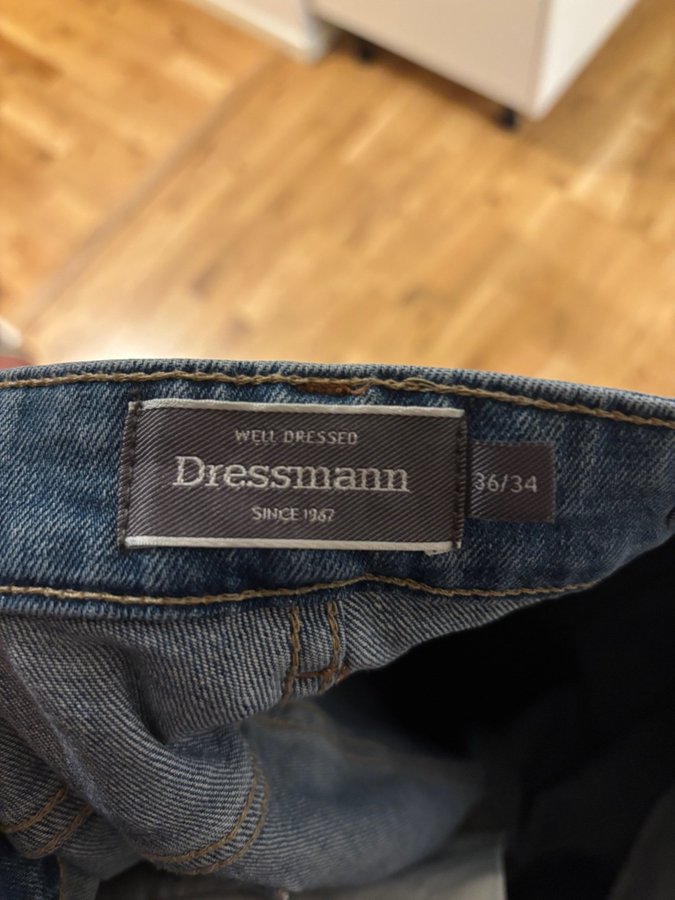 WELL DRESSED
Dressmann
SINCE 1967
36/34